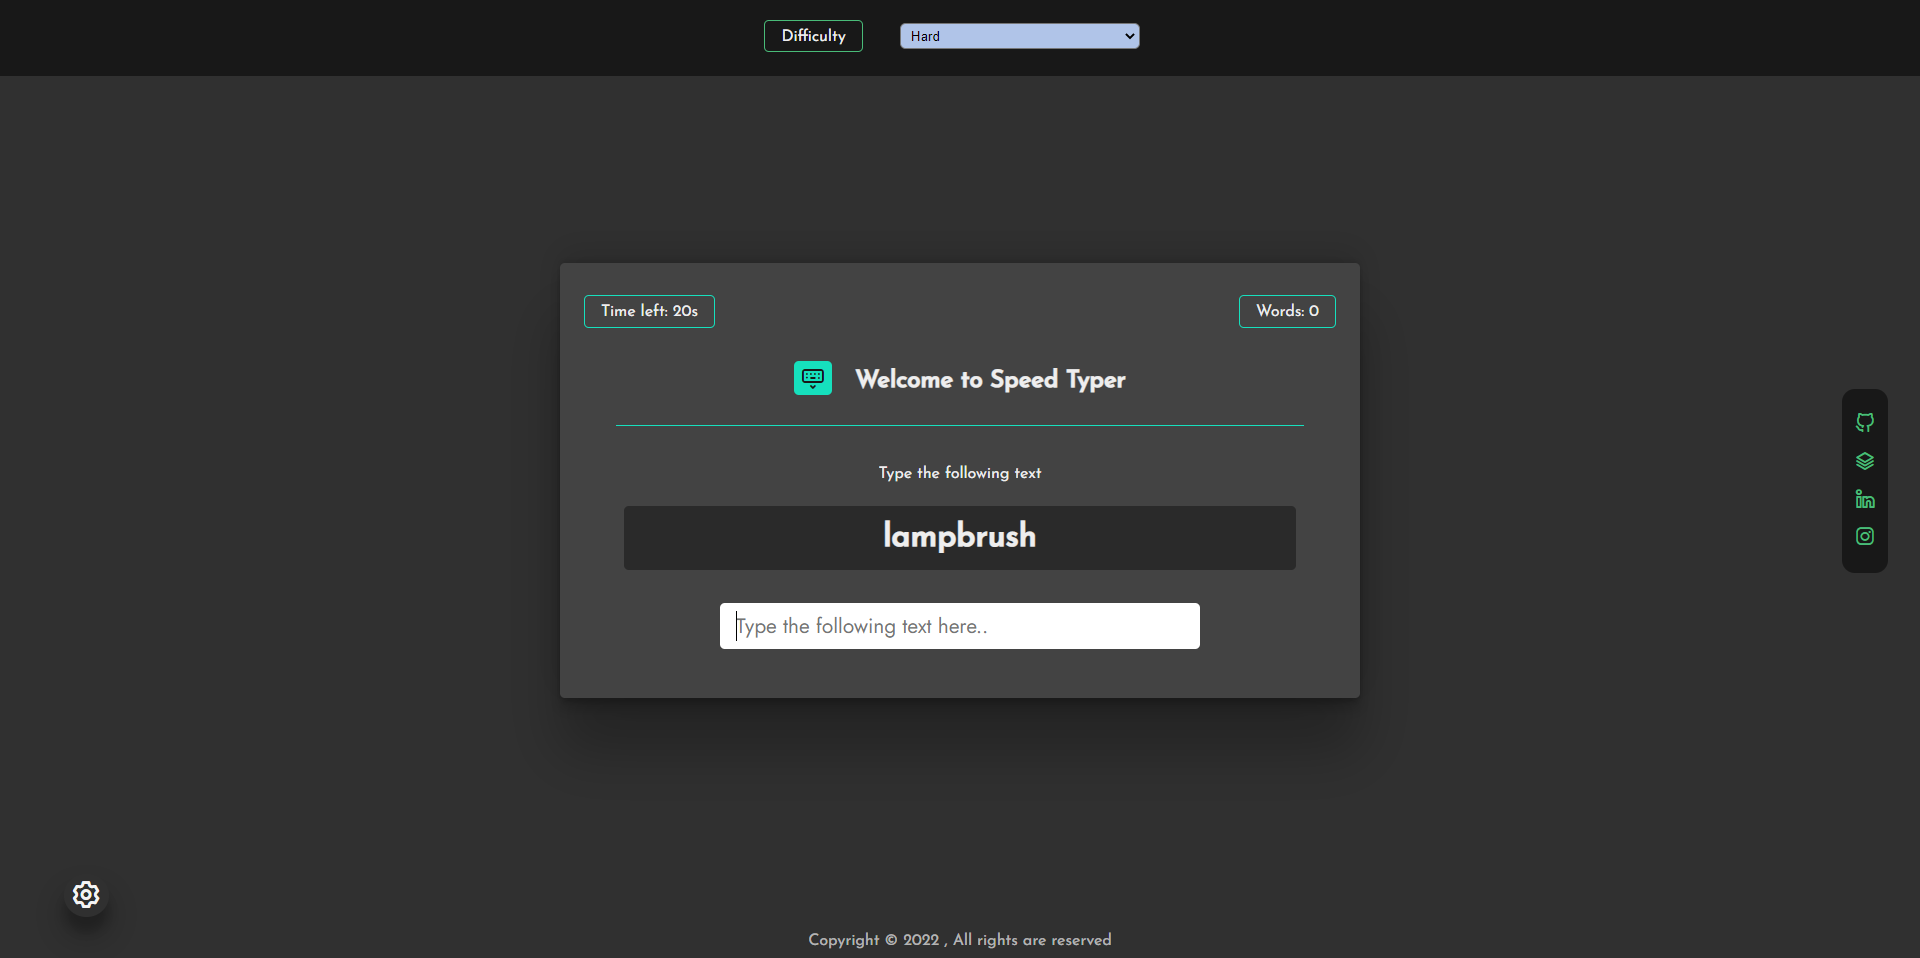 Difficulty
Hard
Time left: 20s
Words: 0
Welcome to Speed Typer
Type the following text
lampbrush
Type the following text here..
Copyright © 2022 , All rights are reserved